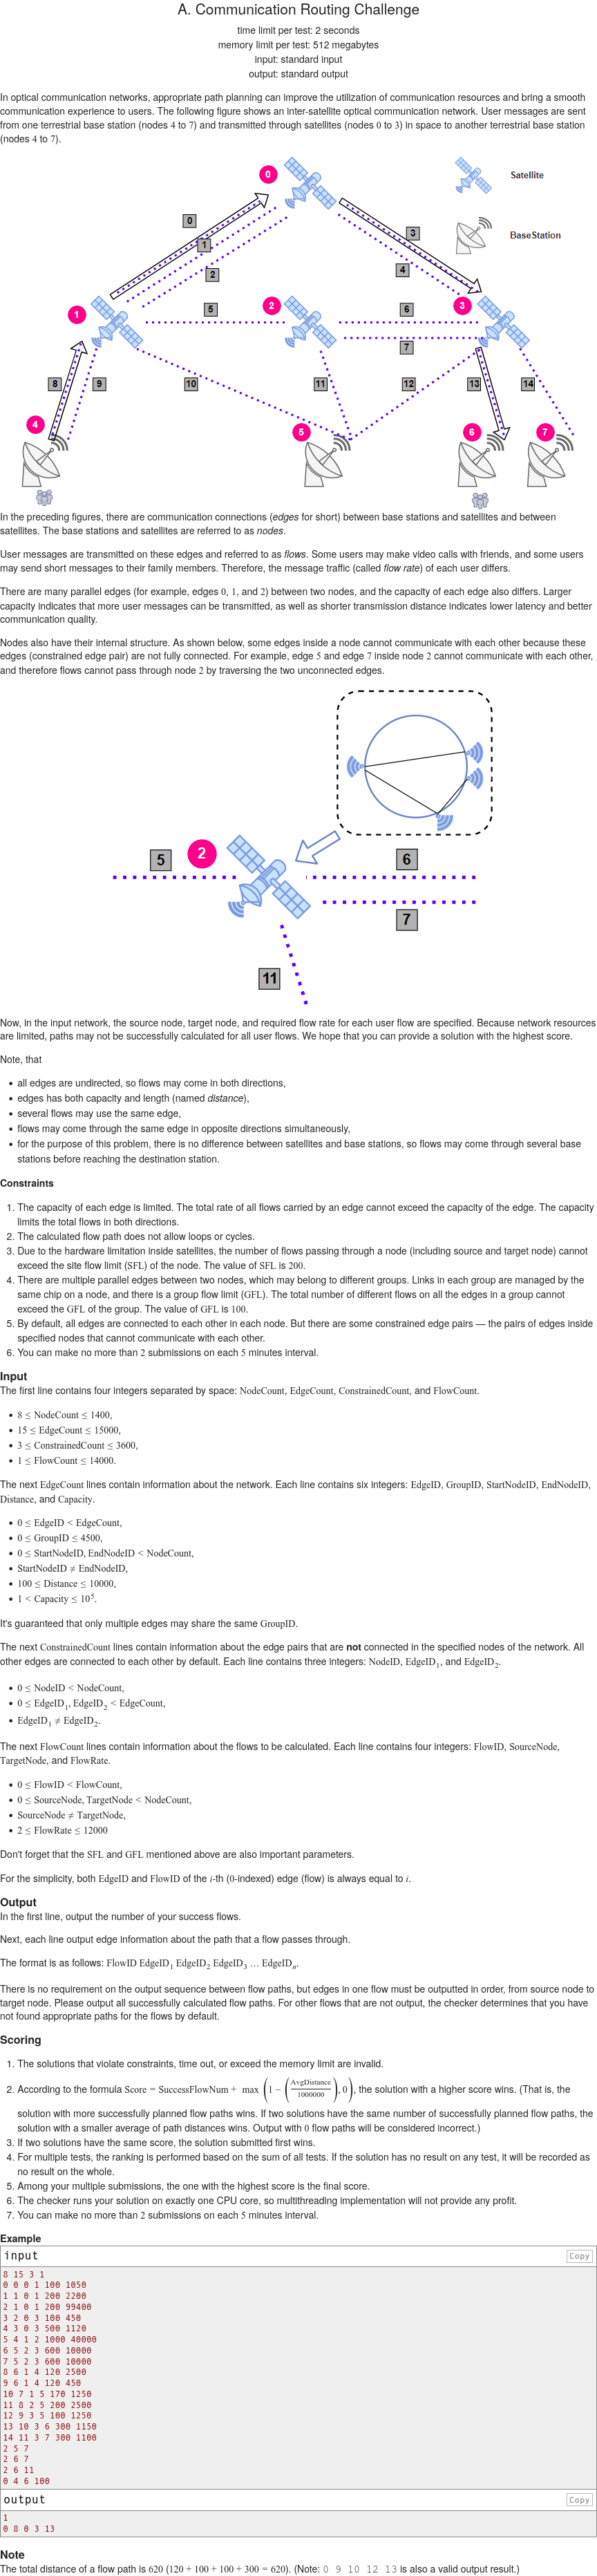 A. Communication Routing Challenge
time limit per test: 2 seconds
memory limit per test: 512 megabytes
input: standard input
output: standard output
In optical communication networks, appropriate path planning can improve the utilization of communication resources and bring a smooth
communication experience to users. The following figure shows an inter-satellite optical communication network. User messages are sent
from one terrestrial base station (nodes 4 to 7) and transmitted through satellites (nodes 0 to 3) in space to another terrestrial base station
(nodes 4 to 7).
0
Satellite
0
1
2
3
4
BaseStation
1
5
2
6
3
7
8
9
10
11
12
13
14
4
5
6
7
In the preceding figures, there are communication connections (edges for short) between base stations and satellites and between
satellites. The base stations and satellites are referred to as nodes.
User messages are transmitted on these edges and referred to as flows. Some users may make video calls with friends, and some users
may send short messages to their family members. Therefore, the message traffic (called flow rate) of each user differs.
There are many parallel edges (for example, edges 0, 1, and 2) between two nodes, and the capacity of each edge also differs. Larger
capacity indicates that more user messages can be transmitted, as well as shorter transmission distance indicates lower latency and better
communication quality.
Nodes also have their internal structure. As shown below, some edges inside a node cannot communicate with each other because these
edges (constrained edge pair) are not fully connected. For example, edge 5 and edge 7 inside node 2 cannot communicate with each other,
and therefore flows cannot pass through node 2 by traversing the two unconnected edges.
5
2
6
7
11
Now, in the input network, the source node, target node, and required flow rate for each user flow are specified. Because network resources
are limited, paths may not be successfully calculated for all user flows. We hope that you can provide a solution with the highest score.
Note, that
• all edges are undirected, so flows may come in both directions,
• edges has both capacity and length (named distance),
• several flows may use the same edge,
• flows may come through the same edge in opposite directions simultaneously,
• for the purpose of this problem, there is no difference between satellites and base stations, so flows may come through several base
stations before reaching the destination station.
Constraints
1. The capacity of each edge is limited. The total rate of all flows carried by an edge cannot exceed the capacity of the edge. The capacity
limits the total flows in both directions.
2. The calculated flow path does not allow loops or cycles.
3. Due to the hardware limitation inside satellites, the number of flows passing through a node (including source and target node) cannot
exceed the site flow limit (SFL) of the node. The value of SFL is 200.
4. There are multiple parallel edges between two nodes, which may belong to different groups. Links in each group are managed by the
same chip on a node, and there is a group flow limit (GFL). The total number of different flows on all the edges in a group cannot
exceed the GFL of the group. The value of GFL is 100.
5. By default, all edges are connected to each other in each node. But there are some constrained edge pairs — the pairs of edges inside
specified nodes that cannot communicate with each other.
6. You can make no more than 2 submissions on each 5 minutes interval.
Input
The first line contains four integers separated by space: NodeCount, EdgeCount, ConstrainedCount, and FlowCount.
• 8 ≤ NodeCount ≤ 1400,
• 15 ≤ EdgeCount ≤ 15000,
• 3 ≤ ConstrainedCount ≤ 3600,
• 1 ≤ FlowCount ≤ 14000.
The next EdgeCount lines contain information about the network. Each line contains six integers: EdgeID, GroupID, StartNodeID, EndNodeID,
Distance, and Capacity.
• 0 ≤ EdgeID < EdgeCount,
• 0 ≤ GroupID ≤ 4500,
• 0 ≤ StartNodeID, EndNodeID < NodeCount,
• StartNodeID ≠ EndNodeID,
• 100 ≤ Distance ≤ 10000,
• 1 < Capacity ≤ 10^5.
It's guaranteed that only multiple edges may share the same GroupID.
The next ConstrainedCount lines contain information about the edge pairs that are not connected in the specified nodes of the network. All
other edges are connected to each other by default. Each line contains three integers: NodeID, EdgeID_1, and EdgeID_2.
• 0 ≤ NodeID < NodeCount,
• 0 ≤ EdgeID_1, EdgeID_2 < EdgeCount,
• EdgeID_1 ≠ EdgeID_2.
The next FlowCount lines contain information about the flows to be calculated. Each line contains four integers: FlowID, SourceNode,
TargetNode, and FlowRate.
• 0 ≤ FlowID < FlowCount,
• 0 ≤ SourceNode, TargetNode < NodeCount,
• SourceNode ≠ TargetNode,
• 2 ≤ FlowRate ≤ 12000
Don't forget that the SFL and GFL mentioned above are also important parameters.
For the simplicity, both EdgeID and FlowID of the i-th (0-indexed) edge (flow) is always equal to i.
Output
In the first line, output the number of your success flows.
Next, each line output edge information about the path that a flow passes through.
The format is as follows: FlowID EdgeID_1 EdgeID_2 EdgeID_3 … EdgeID_n.
There is no requirement on the output sequence between flow paths, but edges in one flow must be outputted in order, from source node to
target node. Please output all successfully calculated flow paths. For other flows that are not output, the checker determines that you have
not found appropriate paths for the flows by default.
Scoring
1. The solutions that violate constraints, time out, or exceed the memory limit are invalid.
2. According to the formula Score = SuccessFlowNum + max (1 − (AvgDistance/1000000), 0), the solution with a higher score wins. (That is, the
solution with more successfully planned flow paths wins. If two solutions have the same number of successfully planned flow paths, the
solution with a smaller average of path distances wins. Output with 0 flow paths will be considered incorrect.)
3. If two solutions have the same score, the solution submitted first wins.
4. For multiple tests, the ranking is performed based on the sum of all tests. If the solution has no result on any test, it will be recorded as
no result on the whole.
5. Among your multiple submissions, the one with the highest score is the final score.
6. The checker runs your solution on exactly one CPU core, so multithreading implementation will not provide any profit.
7. You can make no more than 2 submissions on each 5 minutes interval.
Example
input
Copy
8 15 3 1
0 0 0 1 100 1050
1 1 0 1 200 2200
2 1 0 1 200 99400
3 2 0 3 100 450
4 3 0 3 500 1120
5 4 1 2 1000 40000
6 5 2 3 600 10000
7 5 2 3 600 10000
8 6 1 4 120 2500
9 6 1 4 120 450
10 7 1 5 170 1250
11 8 2 5 200 2500
12 9 3 5 100 1250
13 10 3 6 300 1150
14 11 3 7 300 1100
2 5 7
2 6 7
2 6 11
0 4 6 100
output
Copy
1
0 8 0 3 13
Note
The total distance of a flow path is 620 (120 + 100 + 100 + 300 = 620). (Note: 0 9 10 12 13 is also a valid output result.)